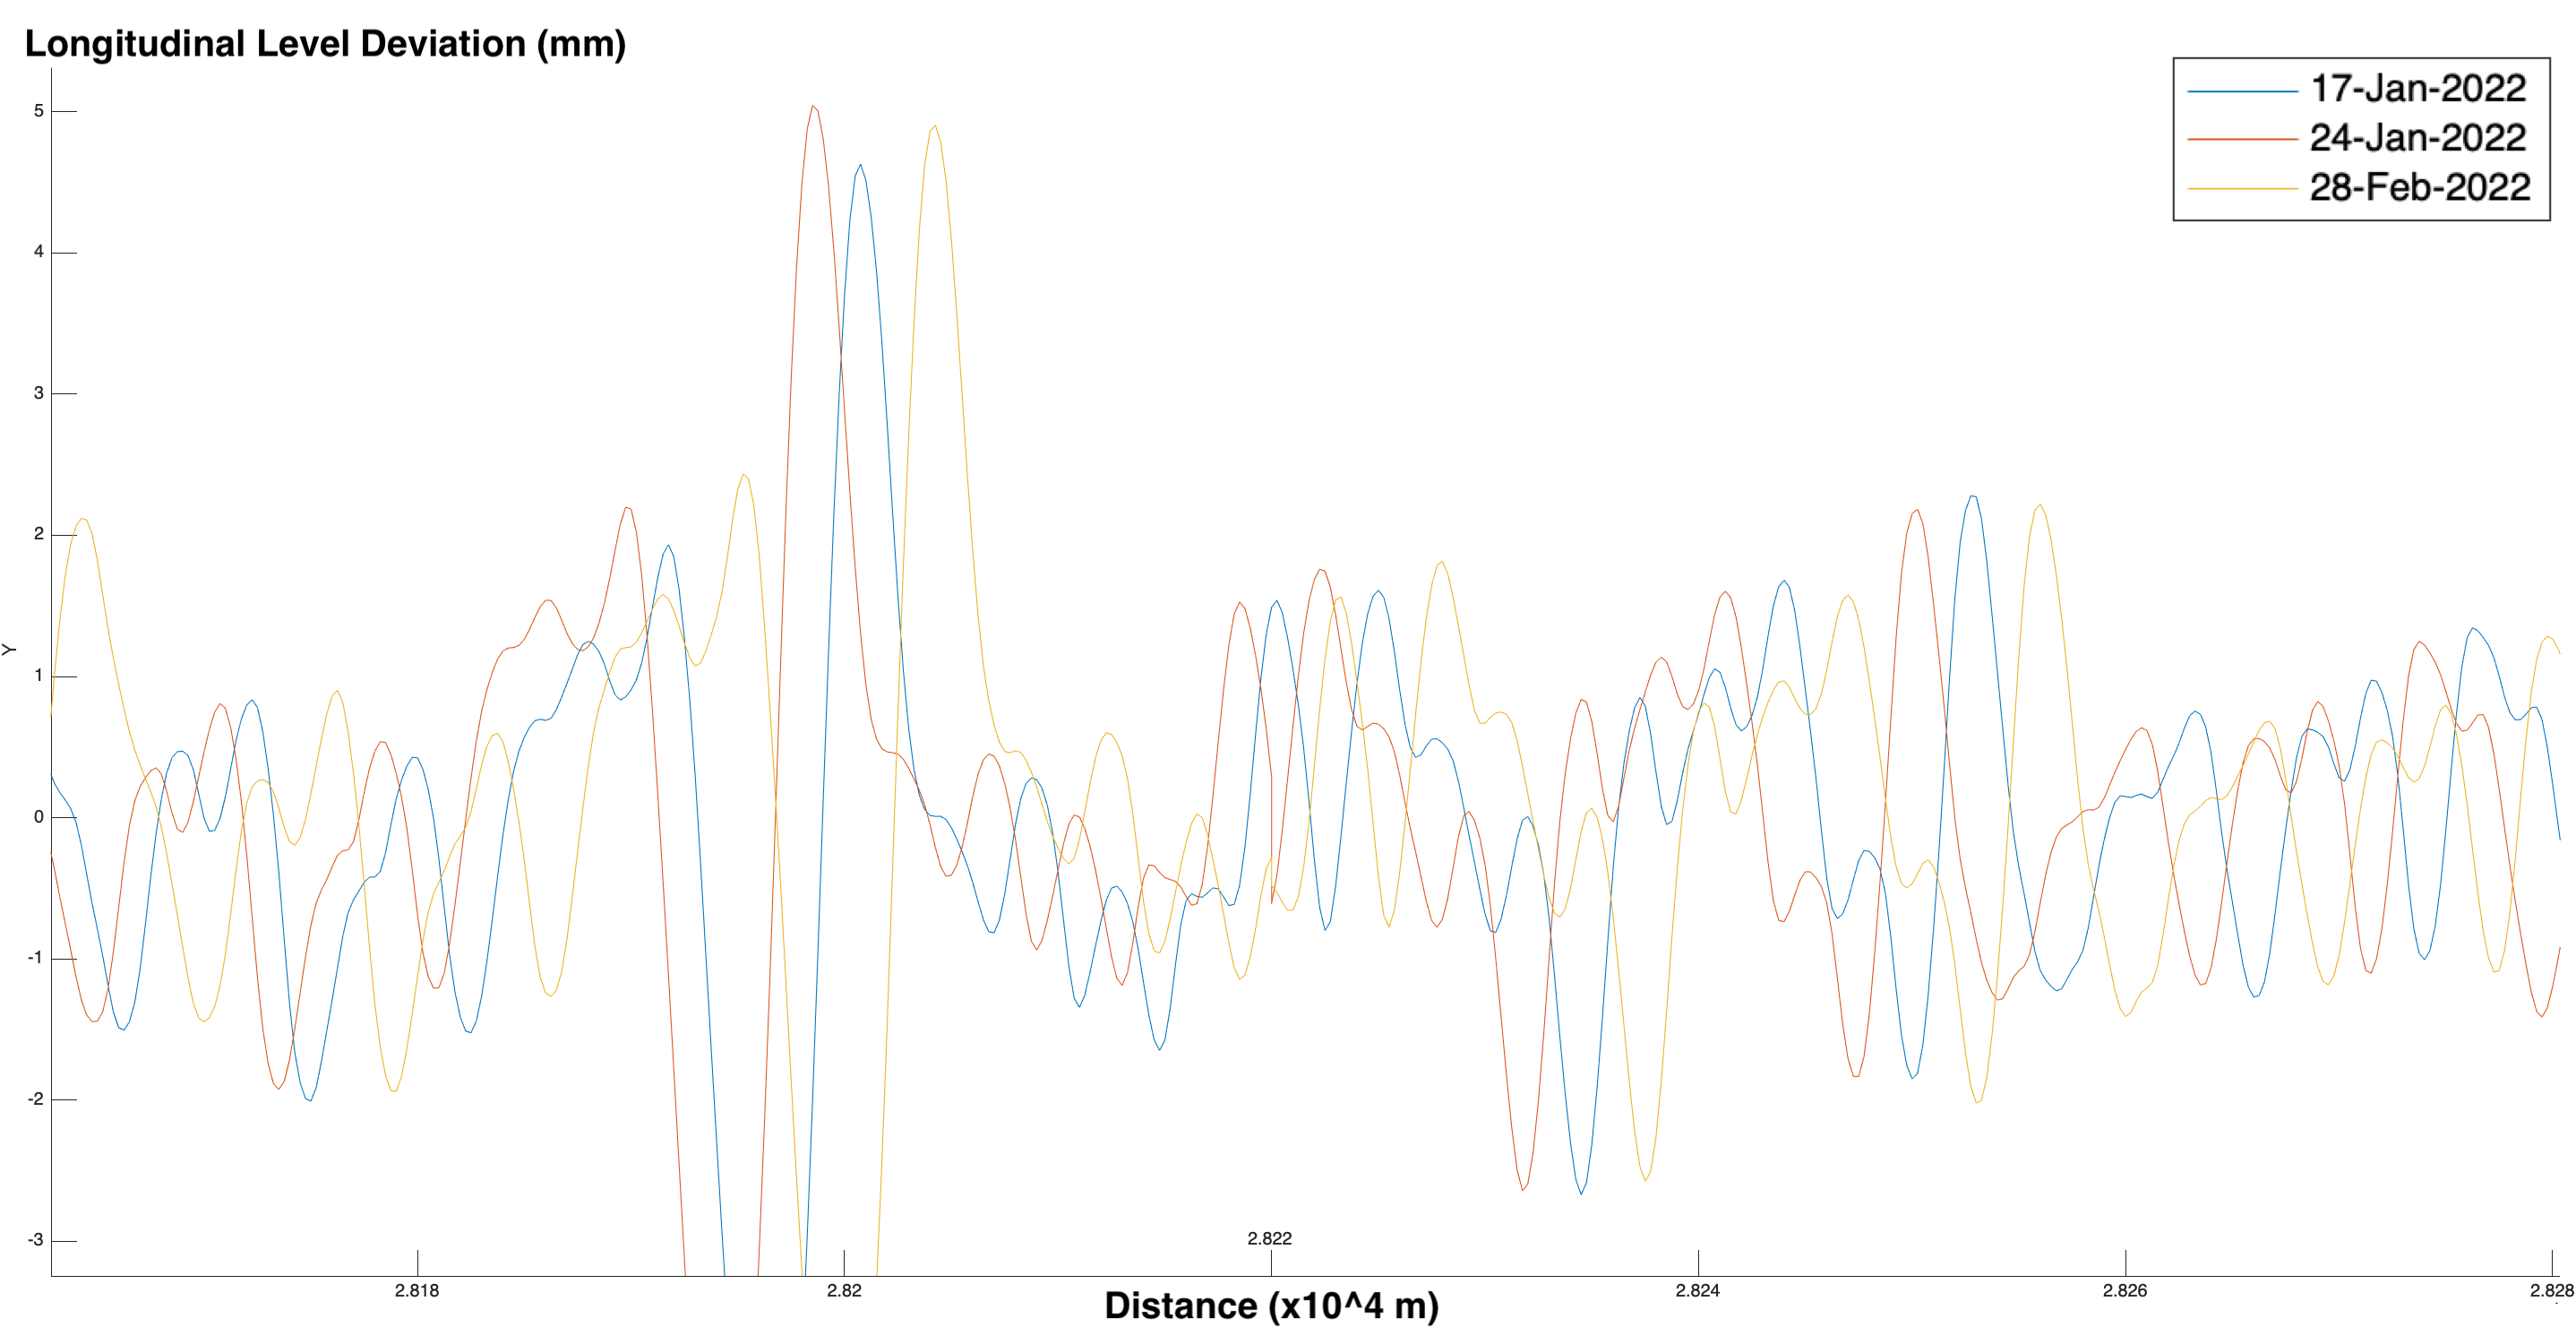 Longitudinal Level Deviation (mm)
17-Jan-2022
24-Jan-2022
28-Feb-2022
5
4
3
2
1
0
-1
-2
-3
Y
2.818
2.82
2.822
2.824
2.826
2.828
Distance (x10^4 m)